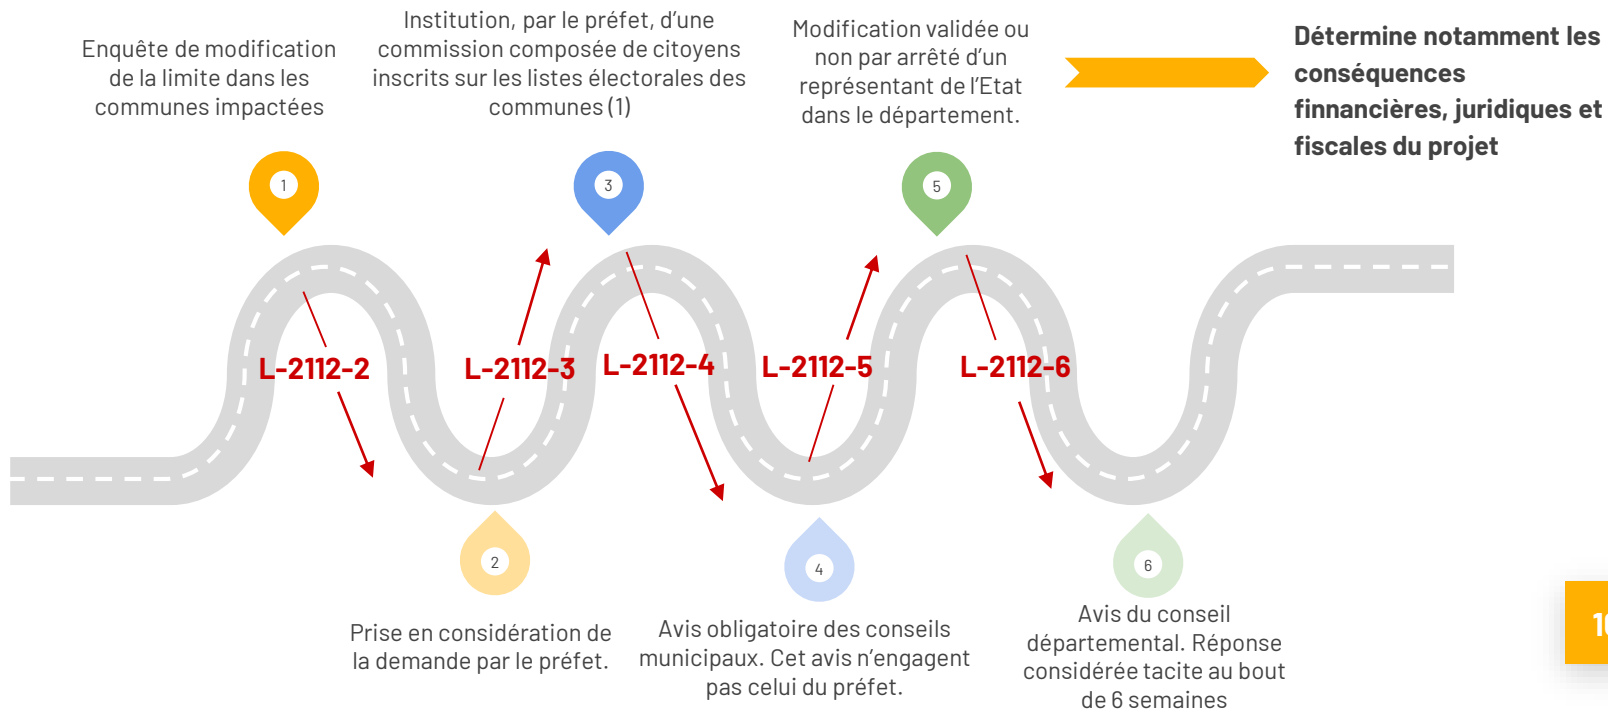 Enquête de modification
de la limite dans les
communes impactées
Institution, par le préfet, d'une
commission composée de citoyens
inscrits sur les listes électorales des
communes (1)
Modification validée ou
non par arrêté d'un
représentant de l'Etat
dans le département.
Détermine notamment les
conséquences
finnancières, juridiques et
fiscales du projet
1
3
5
L-2112-2
L-2112-3
L-2112-4
L-2112-5
L-2112-6
2
4
6
Prise en considération de
la demande par le préfet.
Avis obligatoire des conseils
municipaux. Cet avis n'engagent
pas celui du préfet.
Avis du conseil
départemental. Réponse
considérée tacite au bout
de 6 semaines